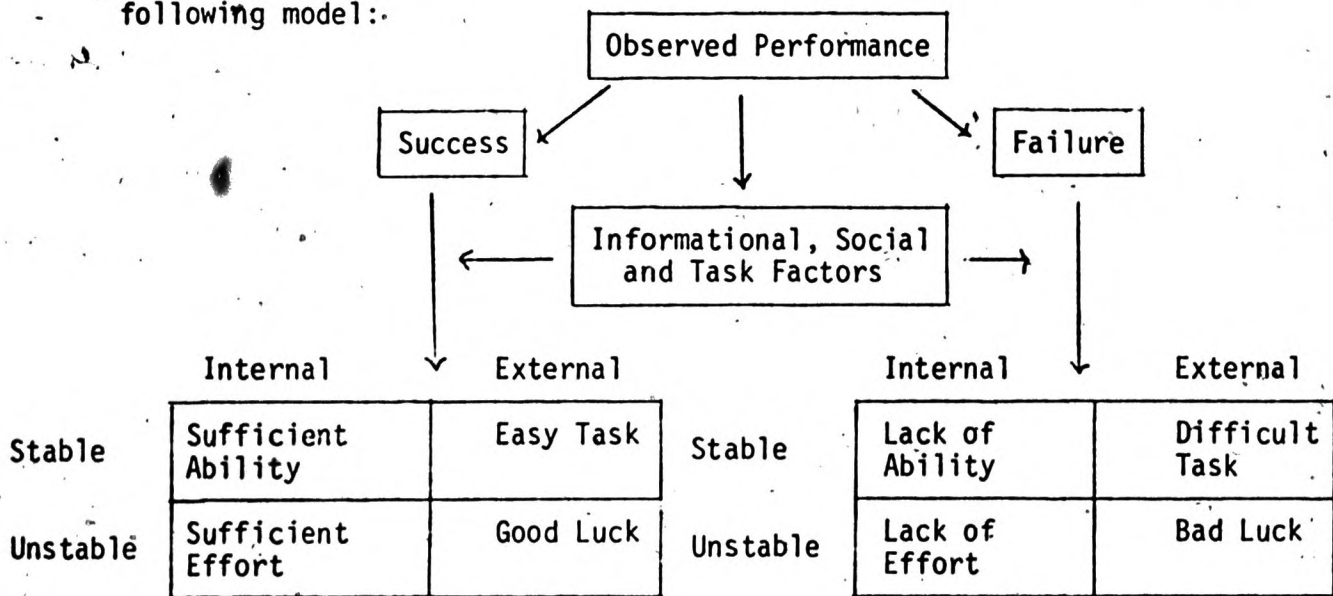 following model:
Observed Performance
Success
Failure
Informational, Social
and Task Factors
Internal External
Stable Sufficient Ability Easy Task
Unstable Sufficient Effort Good Luck
Internal External
Stable Lack of Ability Difficult Task
Unstable Lack of Effort Bad Luck